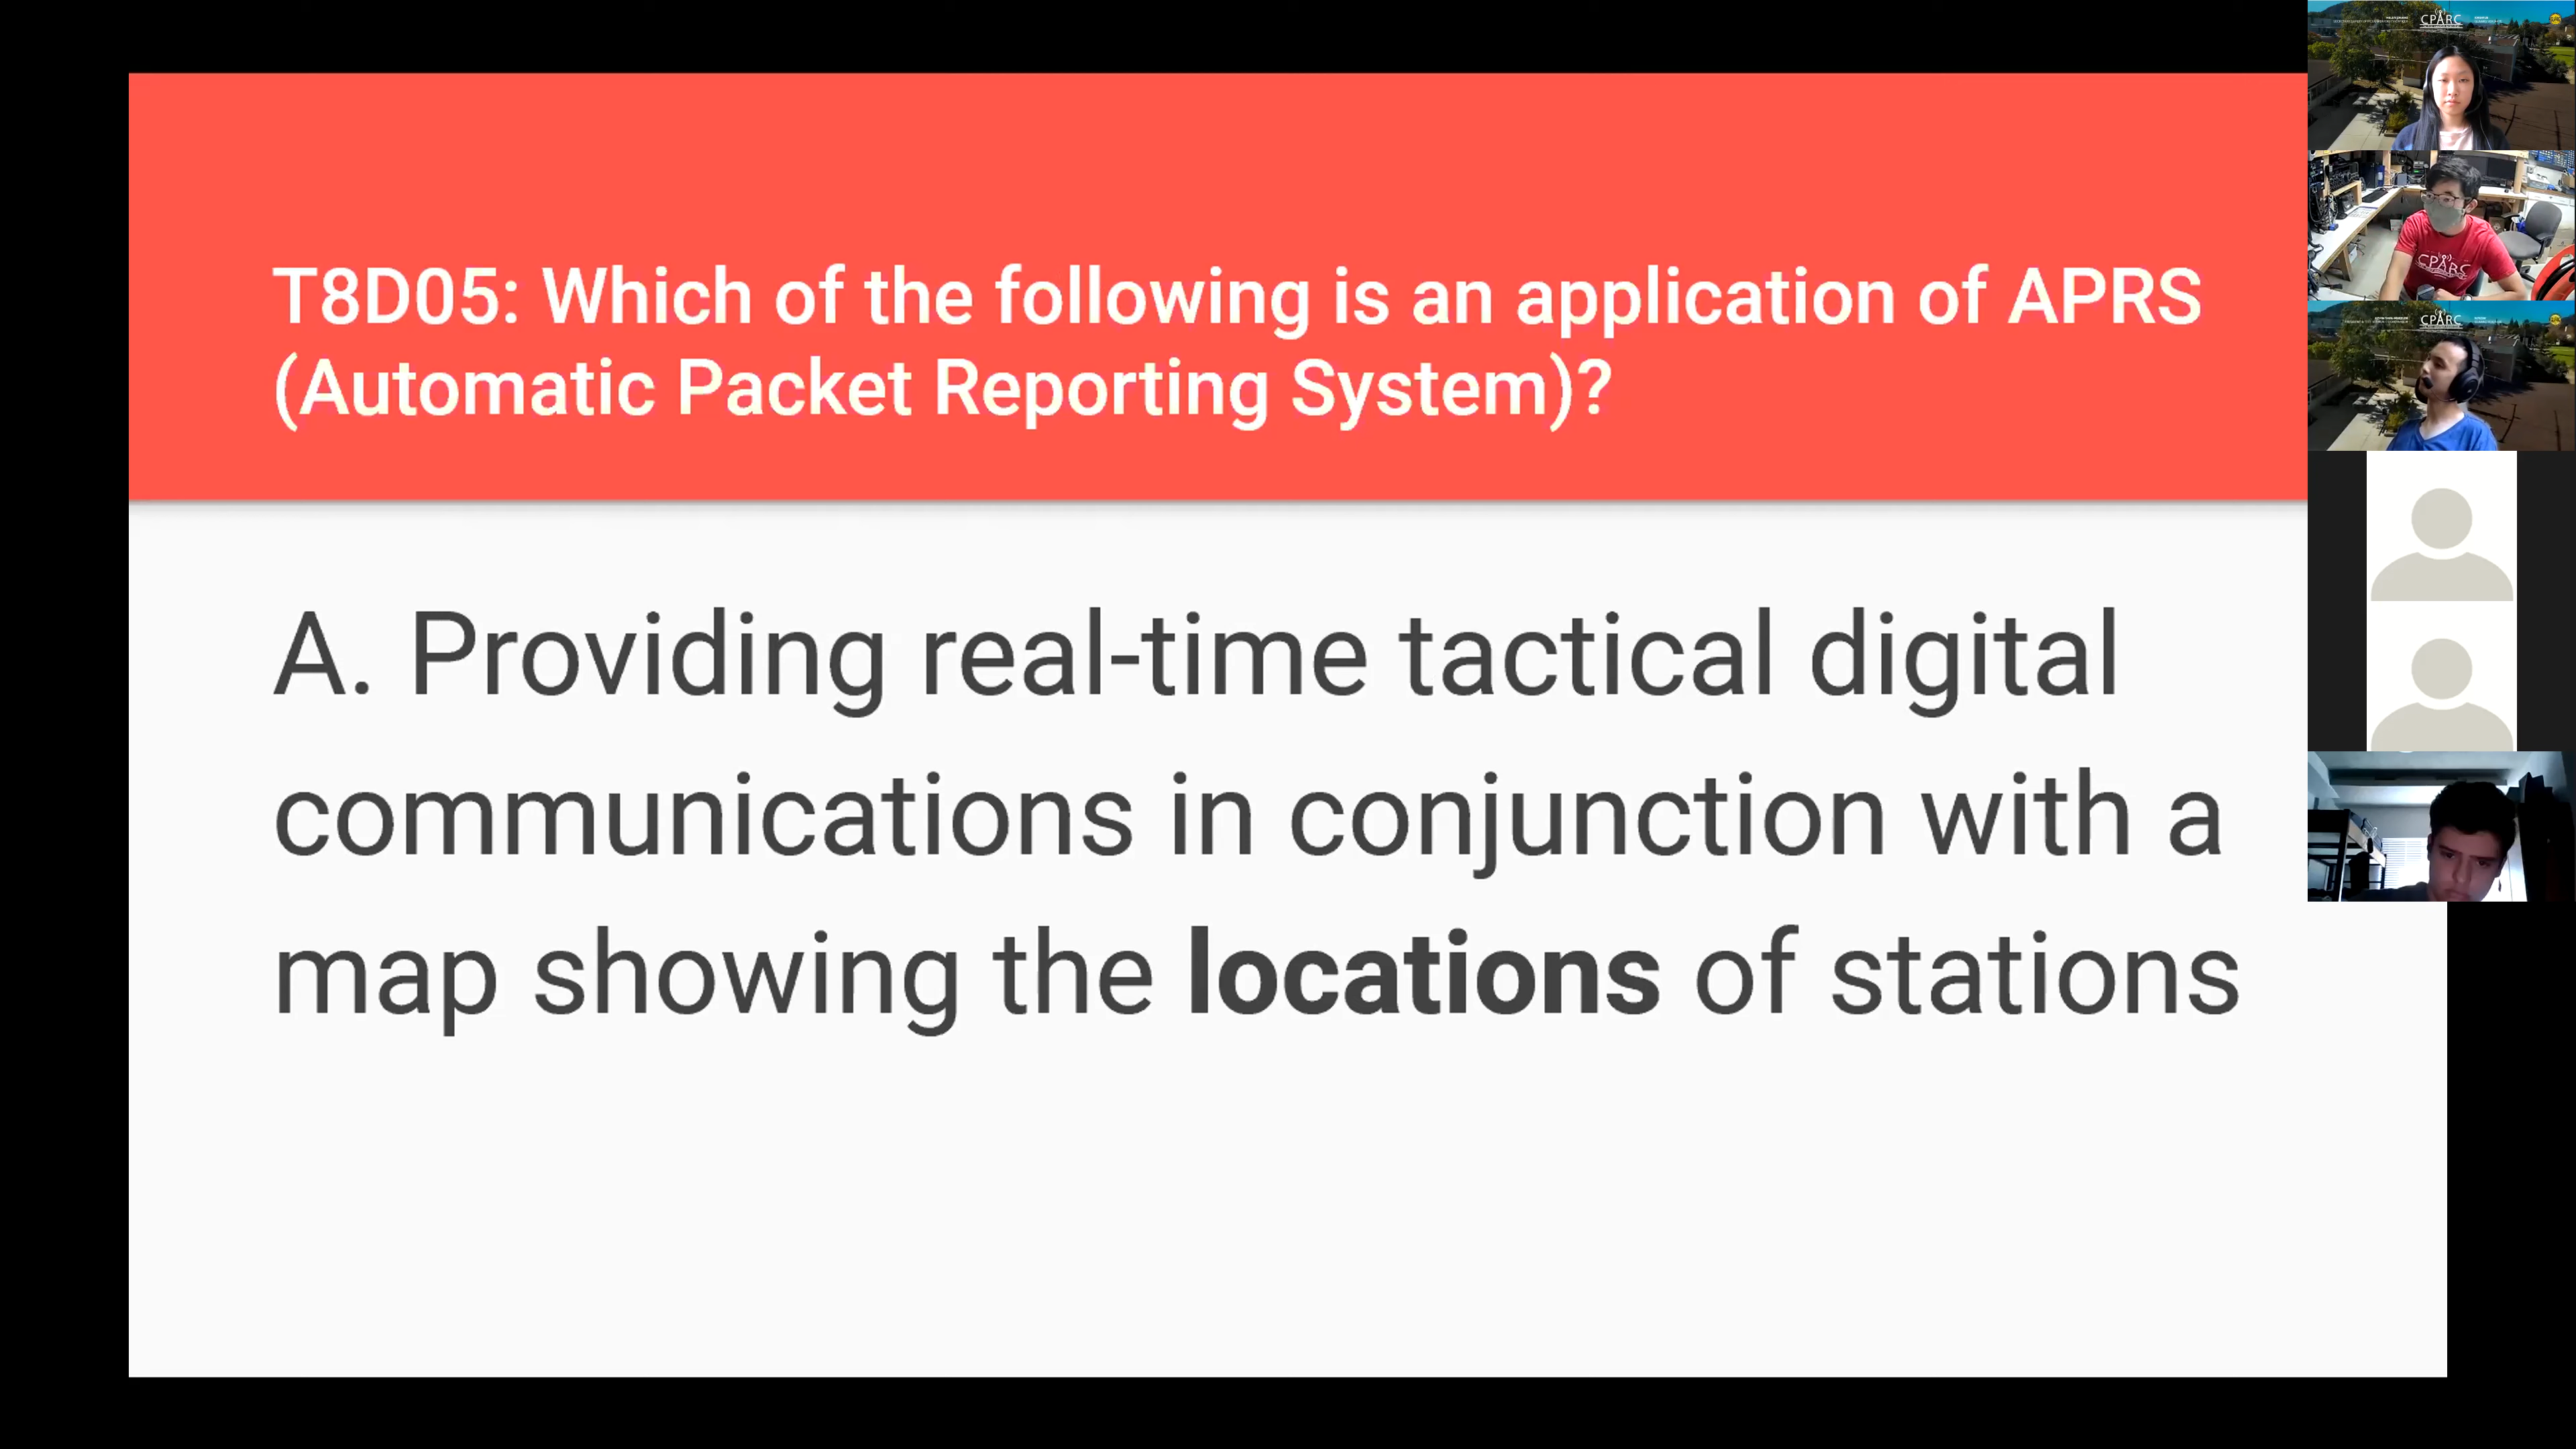 T8D05: Which of the following is an application of APRS
(Automatic Packet Reporting System)?
A. Providing real-time tactical digital
communications in conjunction with a
map showing the locations of stations
CPARC
CPARC
CPARC